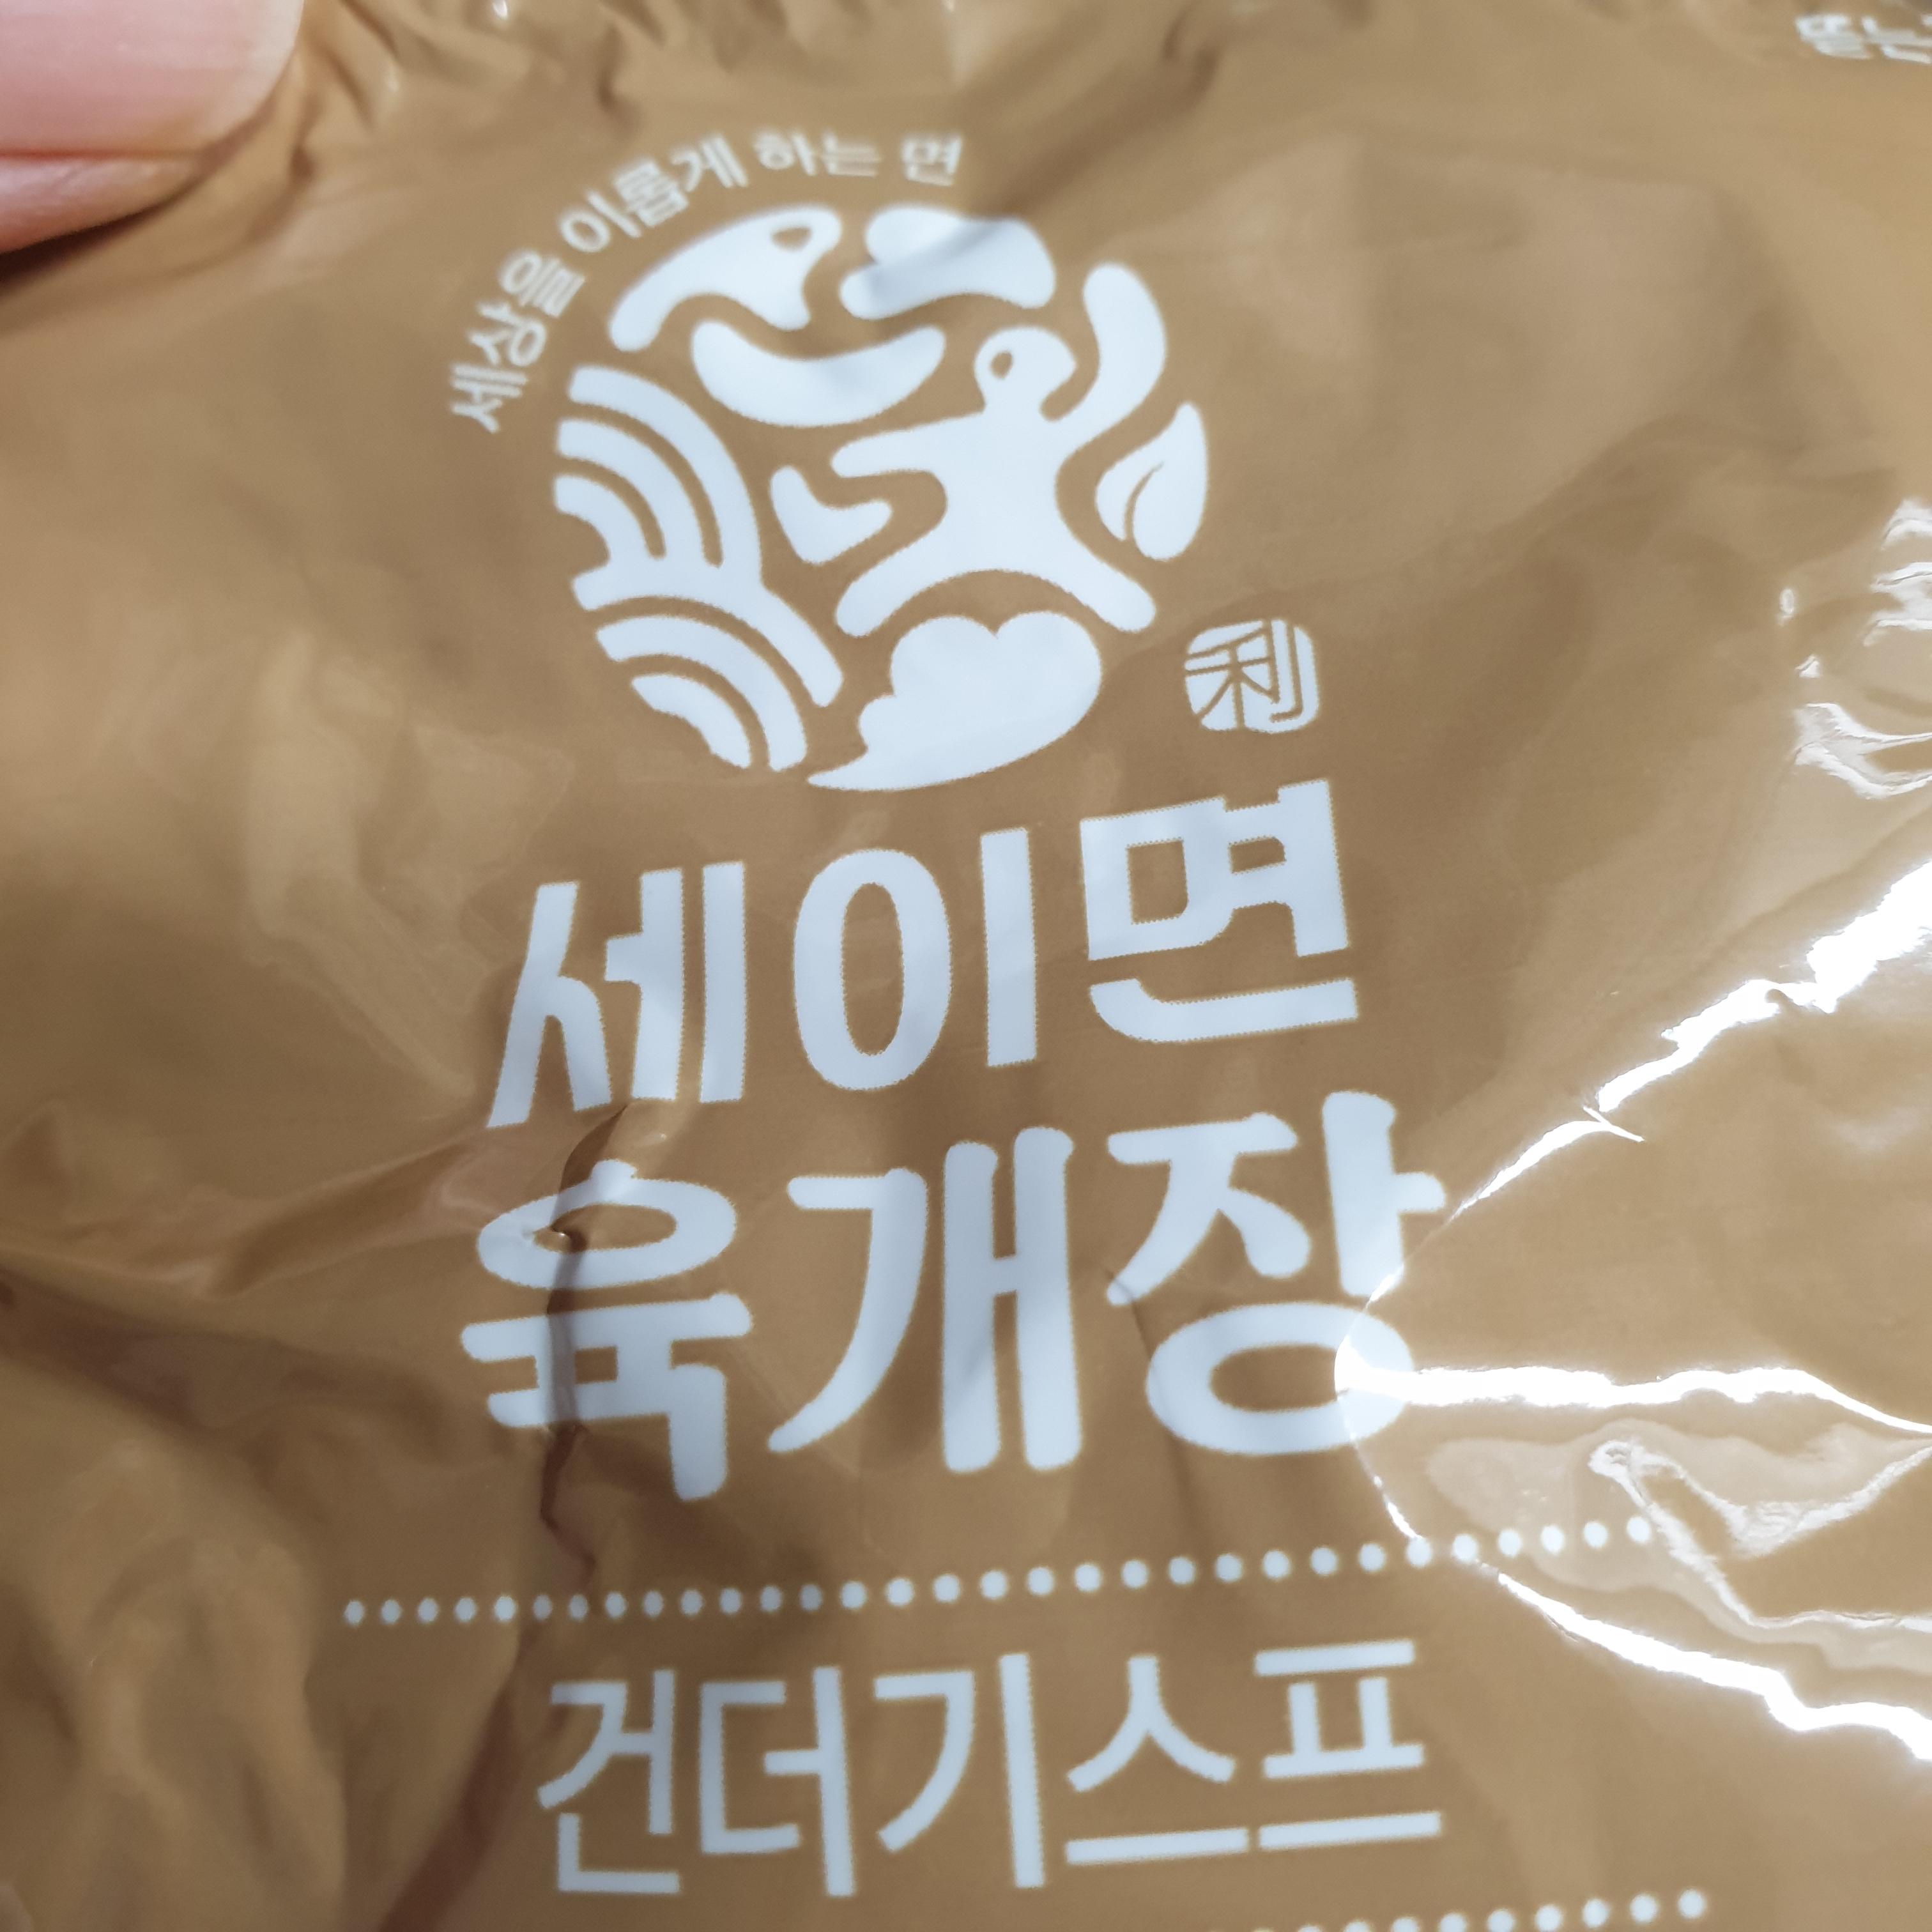 세상을 이롭게 하는 면
利
세이면
육개장
건더기스프